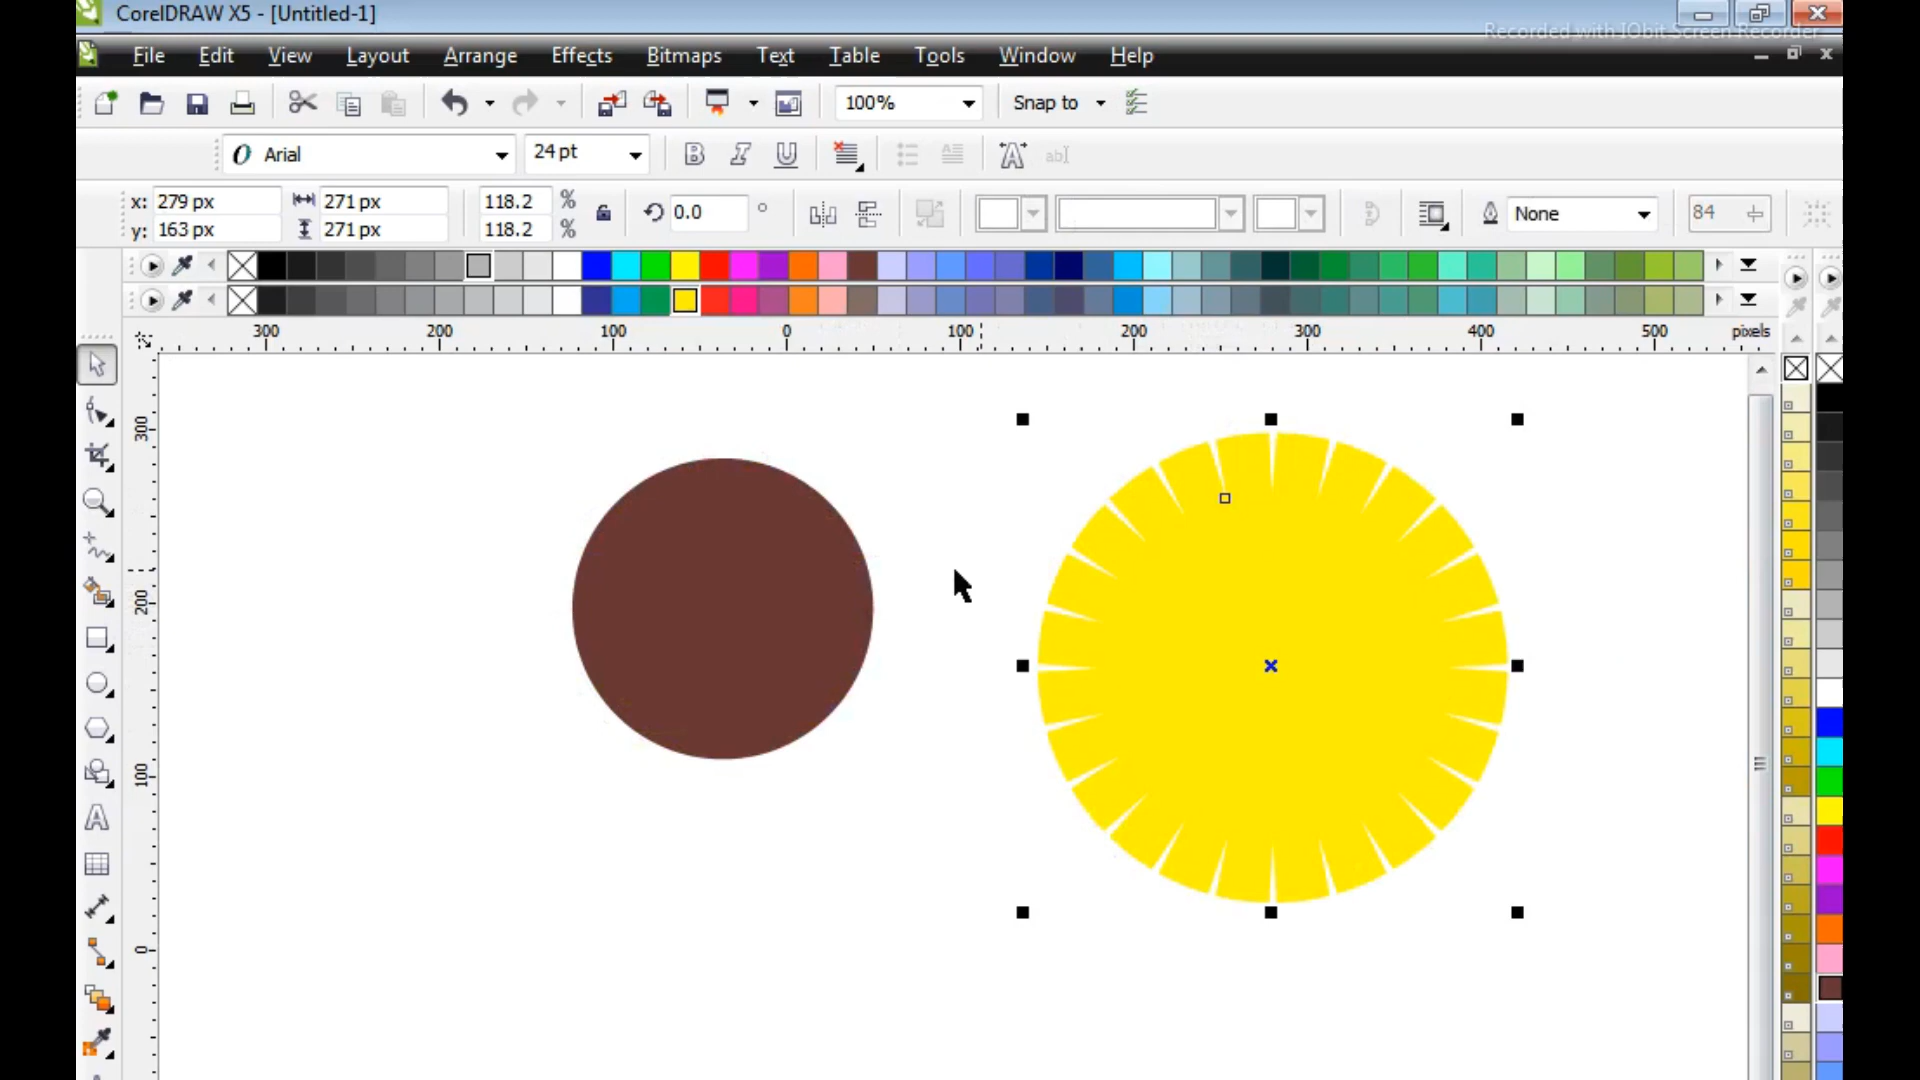 CorelDRAW X5 - [Untitled-1]
Recorded with IObit Screen Recorder
File Edit View Layout Arrange Effects Bitmaps Text Table Tools Window Help
100% Snap to
O Arial 24 pt B I U A ab
x: 279 px 271 px 118.2 % 0.0 ° None 84
y: 163 px 271 px 118.2 %
300 200 100 0 100 200 300 400 500 pixels
300
200
100
0
A